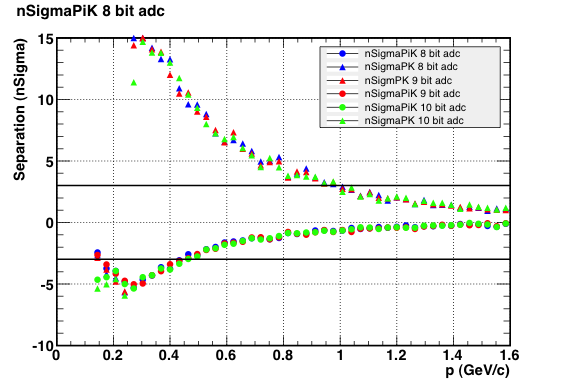 nSigmaPiK 8 bit adc
Separation (nSigma)
15
10
5
0
-5
-10
nSigmaPiK 8 bit adc
nSigmaPK 8 bit adc
nSigmPK 9 bit adc
nSigmaPiK 9 bit adc
nSigmaPiK 10 bit adc
nSigmaPK 10 bit adc
0 0.2 0.4 0.6 0.8 1 1.2 1.4 1.6
p (GeV/c)